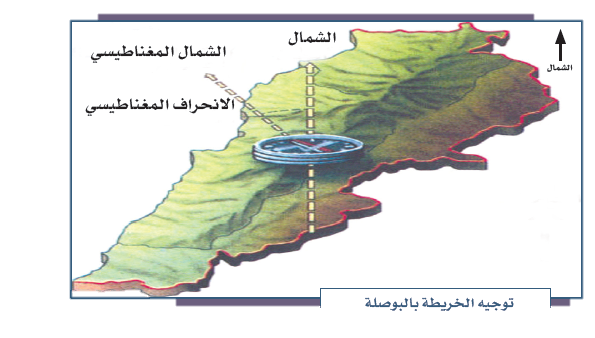 الشمال
الشمال
الشمال المغناطيسي
الانحراف المغناطيسي
توجيه الخريطة بالبوصلة